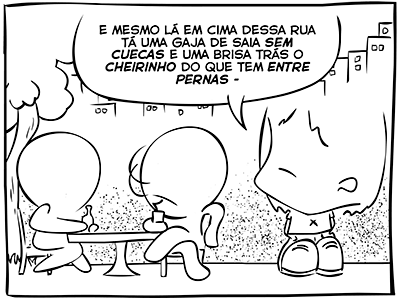 E MESMO LÁ EM CIMA DESSA RUA
TÁ UMA GAJA DE SAIA SEM
CUECAS E UMA BRISA TRÁS O
CHEIRINHO DO QUE TEM ENTRE
PERNAS -